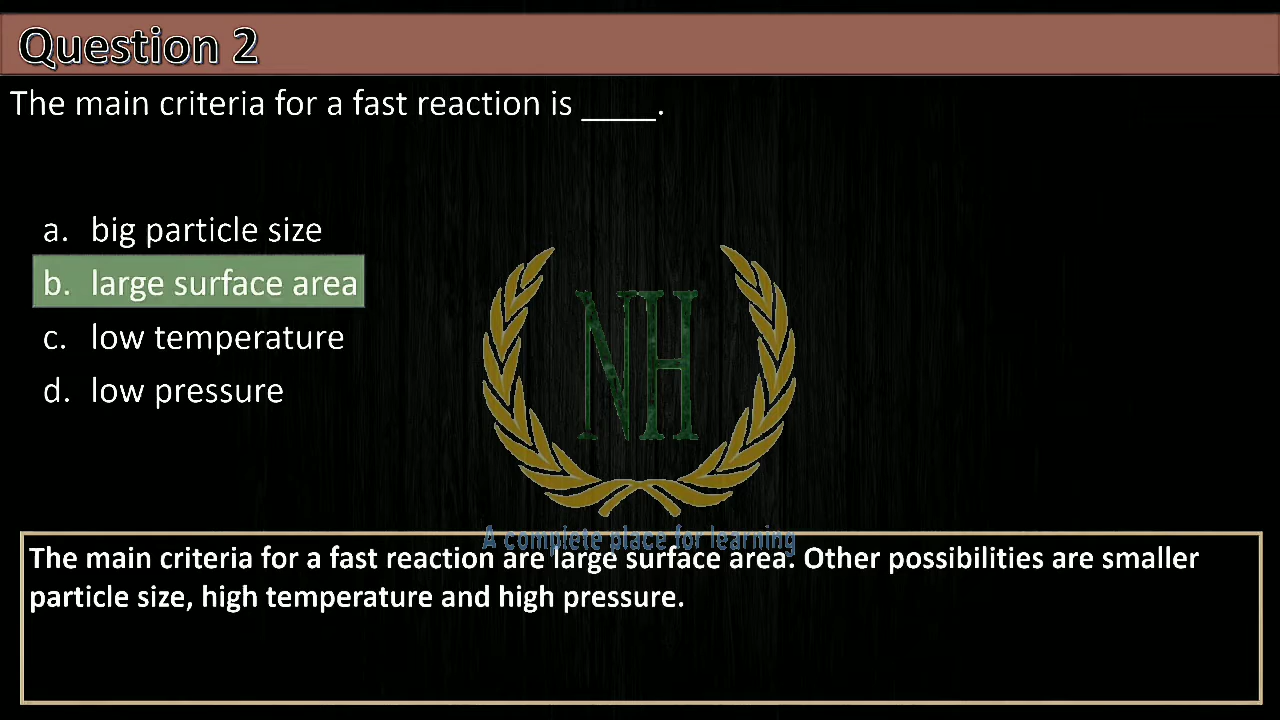 Question 2
The main criteria for a fast reaction is ____.
a. big particle size
b. large surface area
c. low temperature
d. low pressure
NH
A complete place for learning
The main criteria for a fast reaction are large surface area. Other possibilities are smaller
particle size, high temperature and high pressure.